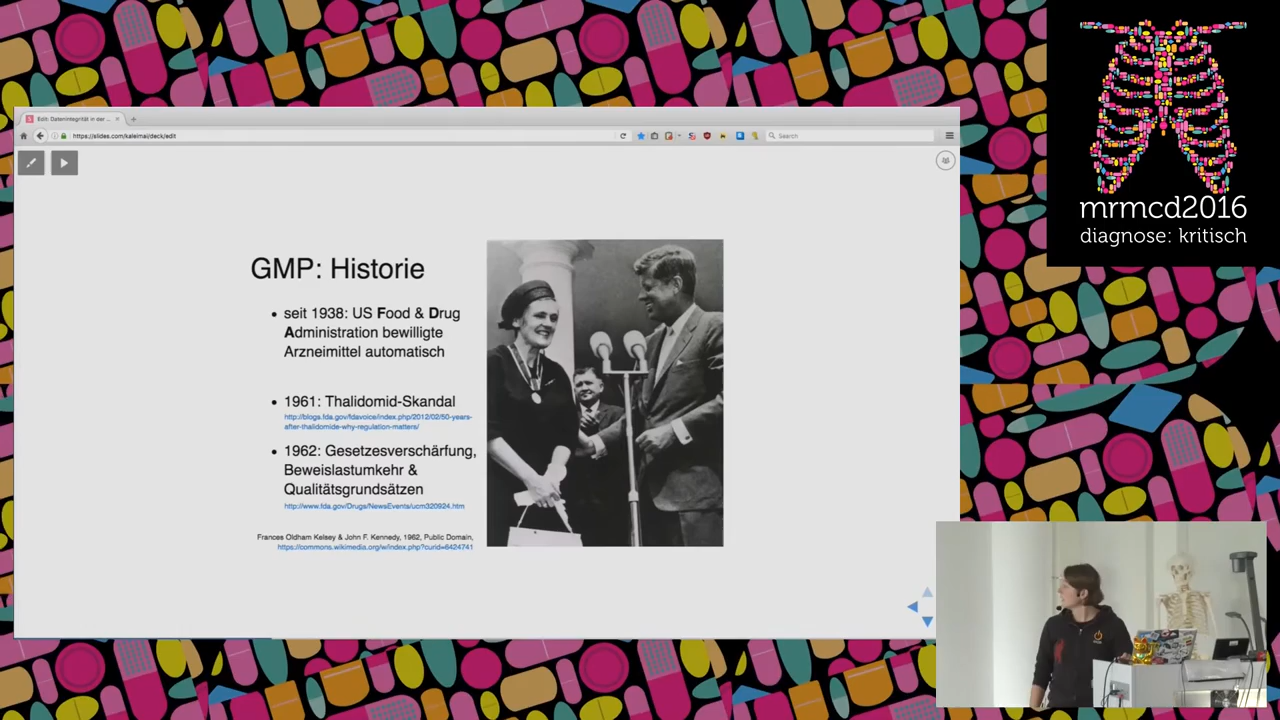 Edit: Datenintegrität in der ...
https://slides.com/kaleimai/deck/edit
Search
mrmcd2016
diagnose: kritisch
GMP: Historie
seit 1938: US Food & Drug
Administration bewilligte
Arzneimittel automatisch
1961: Thalidomid-Skandal
http://blogs.fda.gov/fdavoice/index.php/2012/02/50-years-
after-thalidomide-why-regulation-matters/
1962: Gesetzesverschärfung,
Beweislastumkehr &
Qualitätsgrundsätzen
http://www.fda.gov/Drugs/NewsEvents/ucm320924.htm
Frances Oldham Kelsey & John F. Kennedy, 1962, Public Domain,
https://commons.wikimedia.org/w/index.php?curid=6424741